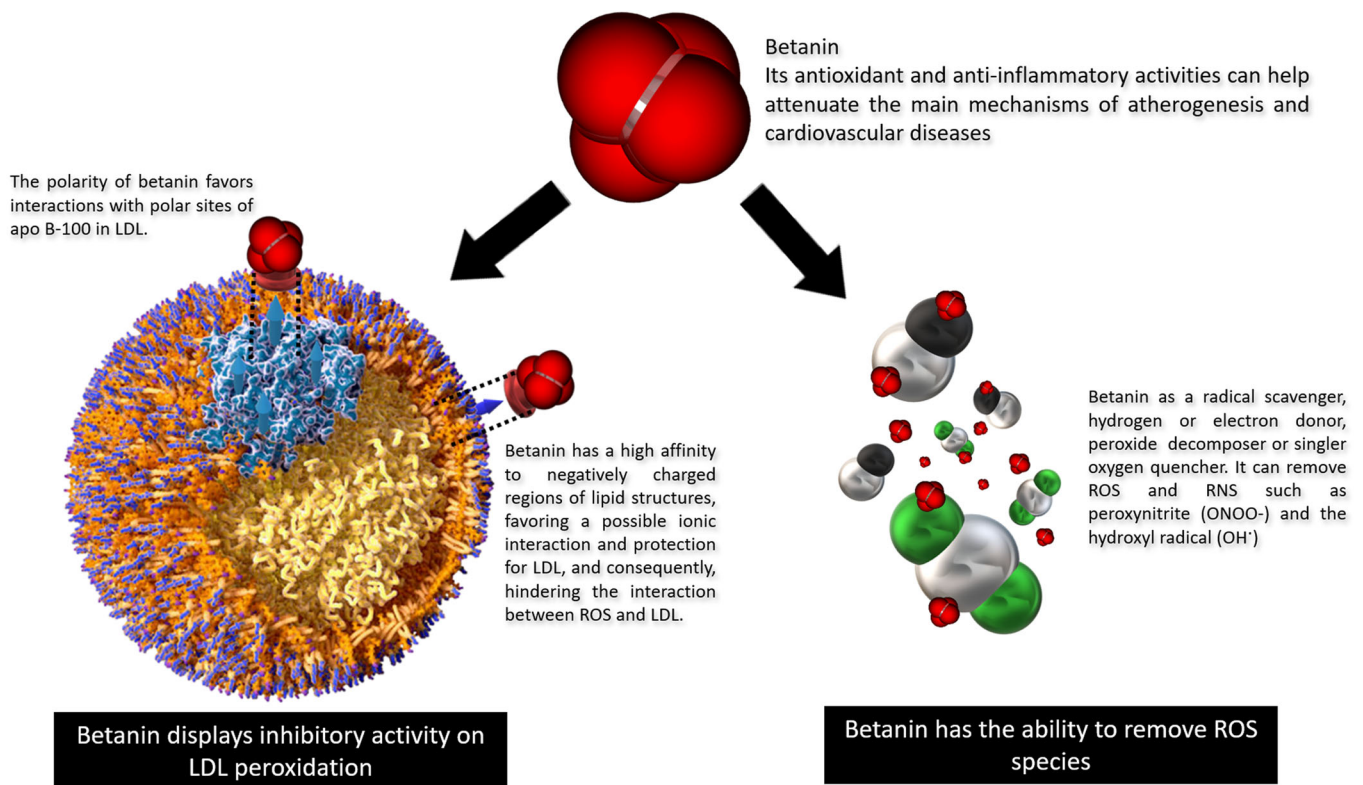 Betanin
Its antioxidant and anti-inflammatory activities can help
attenuate the main mechanisms of atherogenesis and
cardiovascular diseases
The polarity of betanin favors
interactions with polar sites of
apo B-100 in LDL.
Betanin has a high affinity
to negatively charged
regions of lipid structures,
favoring a possible ionic
interaction and protection
for LDL, and consequently,
hindering the interaction
between ROS and LDL.
Betanin as a radical scavenger,
hydrogen or electron donor,
peroxide decomposer or singler
oxygen quencher. It can remove
ROS and RNS such as
peroxynitrite (ONOO-) and the
hydroxyl radical (OH˙)
Betanin displays inhibitory activity on
LDL peroxidation
Betanin has the ability to remove ROS
species